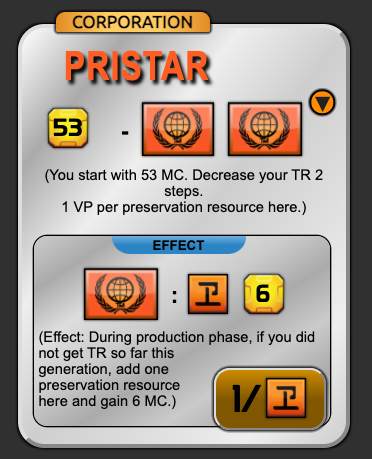 CORPORATION
PRISTAR
53 -
(You start with 53 MC. Decrease your TR 2
steps.
1 VP per preservation resource here.)
EFFECT
: 6
(Effect: During production phase, if you did
not get TR so far this
generation, add one
preservation resource
here and gain 6 MC.)
1/